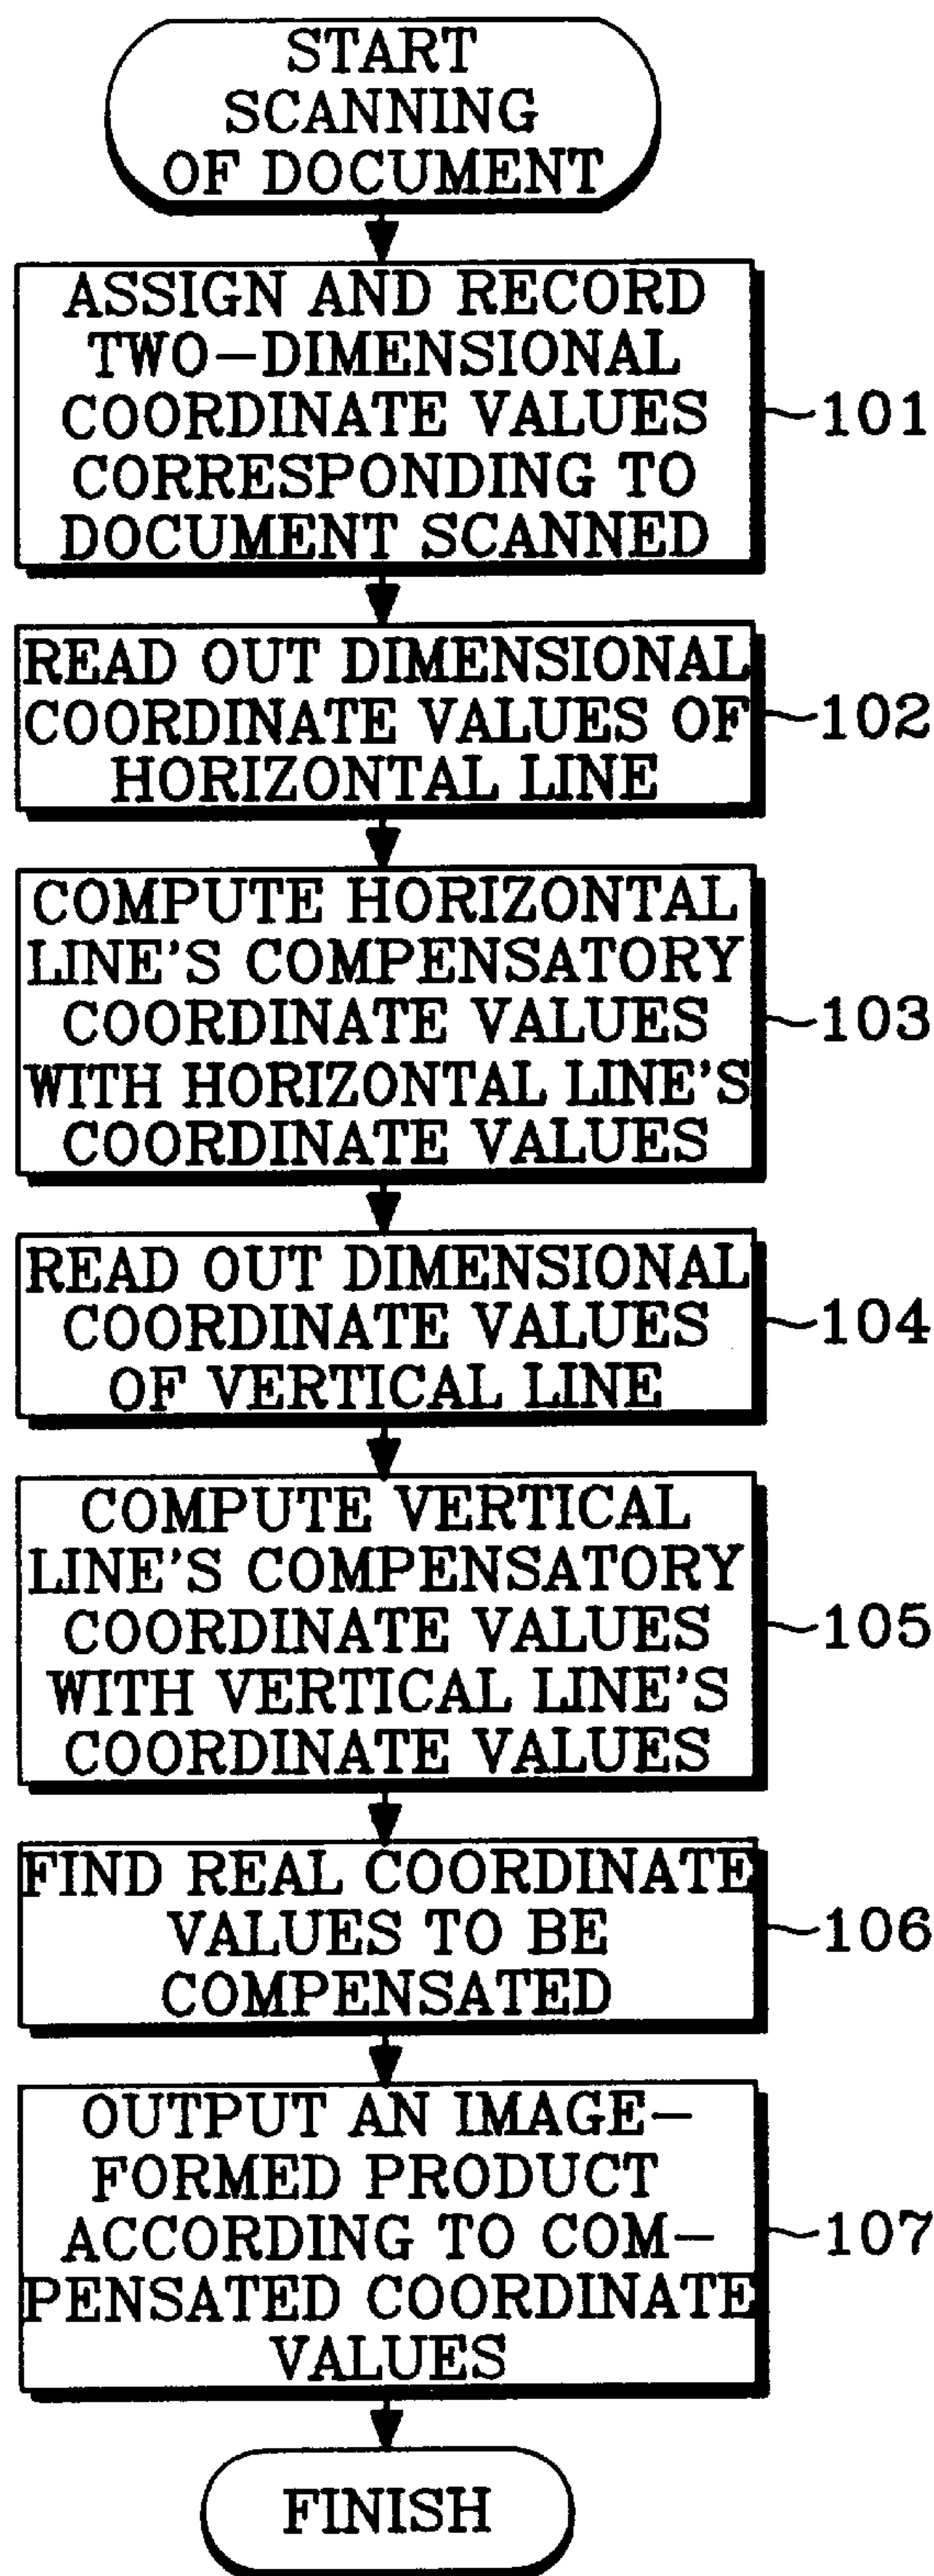 START
SCANNING
OF DOCUMENT
ASSIGN AND RECORD
TWO-DIMENSIONAL
COORDINATE VALUES
CORRESPONDING TO
DOCUMENT SCANNED
101
READ OUT DIMENSIONAL
COORDINATE VALUES OF
HORIZONTAL LINE
102
COMPUTE HORIZONTAL
LINE'S COMPENSATORY
COORDINATE VALUES
WITH HORIZONTAL LINE'S
COORDINATE VALUES
103
READ OUT DIMENSIONAL
COORDINATE VALUES
OF VERTICAL LINE
104
COMPUTE VERTICAL
LINE'S COMPENSATORY
COORDINATE VALUES
WITH VERTICAL LINE'S
COORDINATE VALUES
105
FIND REAL COORDINATE
VALUES TO BE
COMPENSATED
106
OUTPUT AN IMAGE-
FORMED PRODUCT
ACCORDING TO COM-
PENSATED COORDINATE
VALUES
107
FINISH